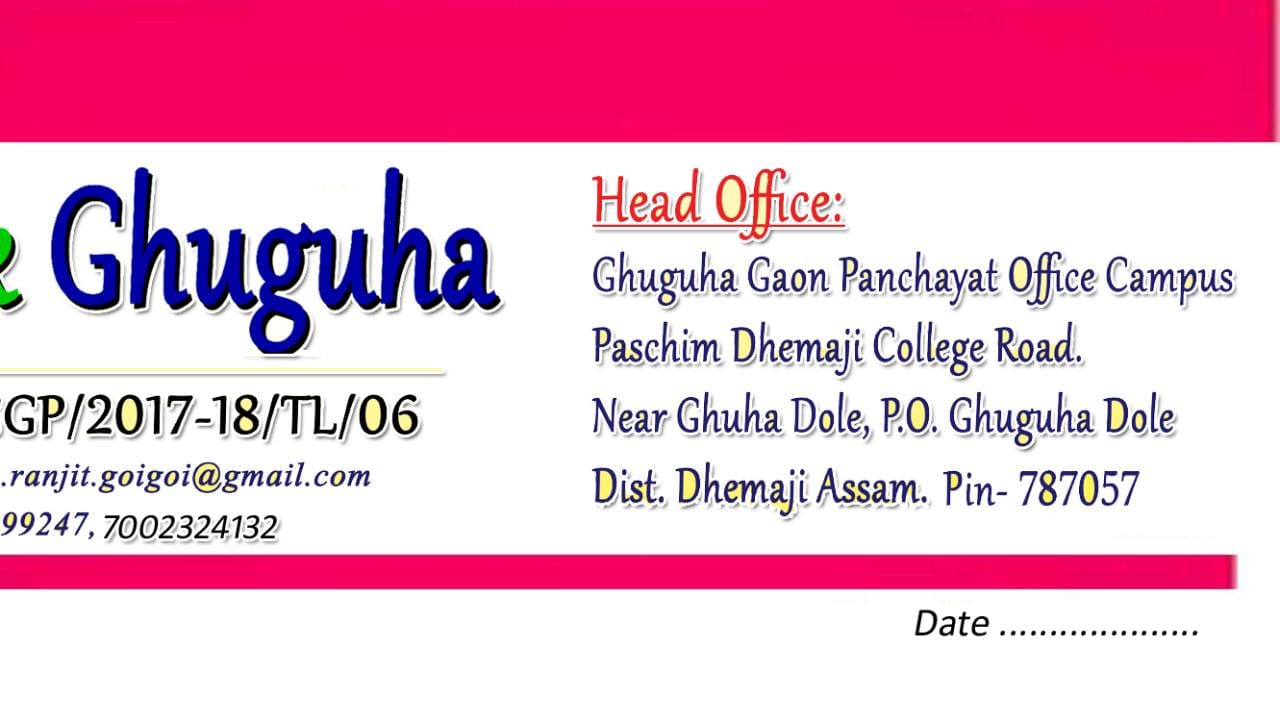 Ghuguha
GP/2017-18/TL/06
.ranjit.goigoi@gmail.com
99247, 7002324132
Head Office:
Ghuguha Gaon Panchayat Office Campus
Paschim Dhemaji College Road.
Near Ghuha Dole, P.O. Ghuguha Dole
Dist. Dhemaji Assam. Pin- 787057
Date ....................